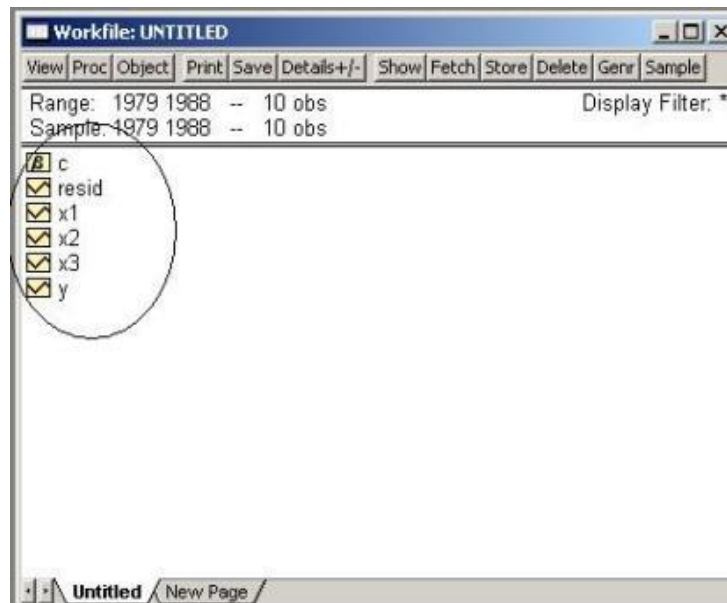 Workfile: UNTITLED
View Proc Object Print Save Details+/- Show Fetch Store Delete Genr Sample
Range: 1979 1988 -- 10 obs Display Filter: *
Sample: 1979 1988 -- 10 obs
β c
resid
x1
x2
x3
y
Untitled New Page